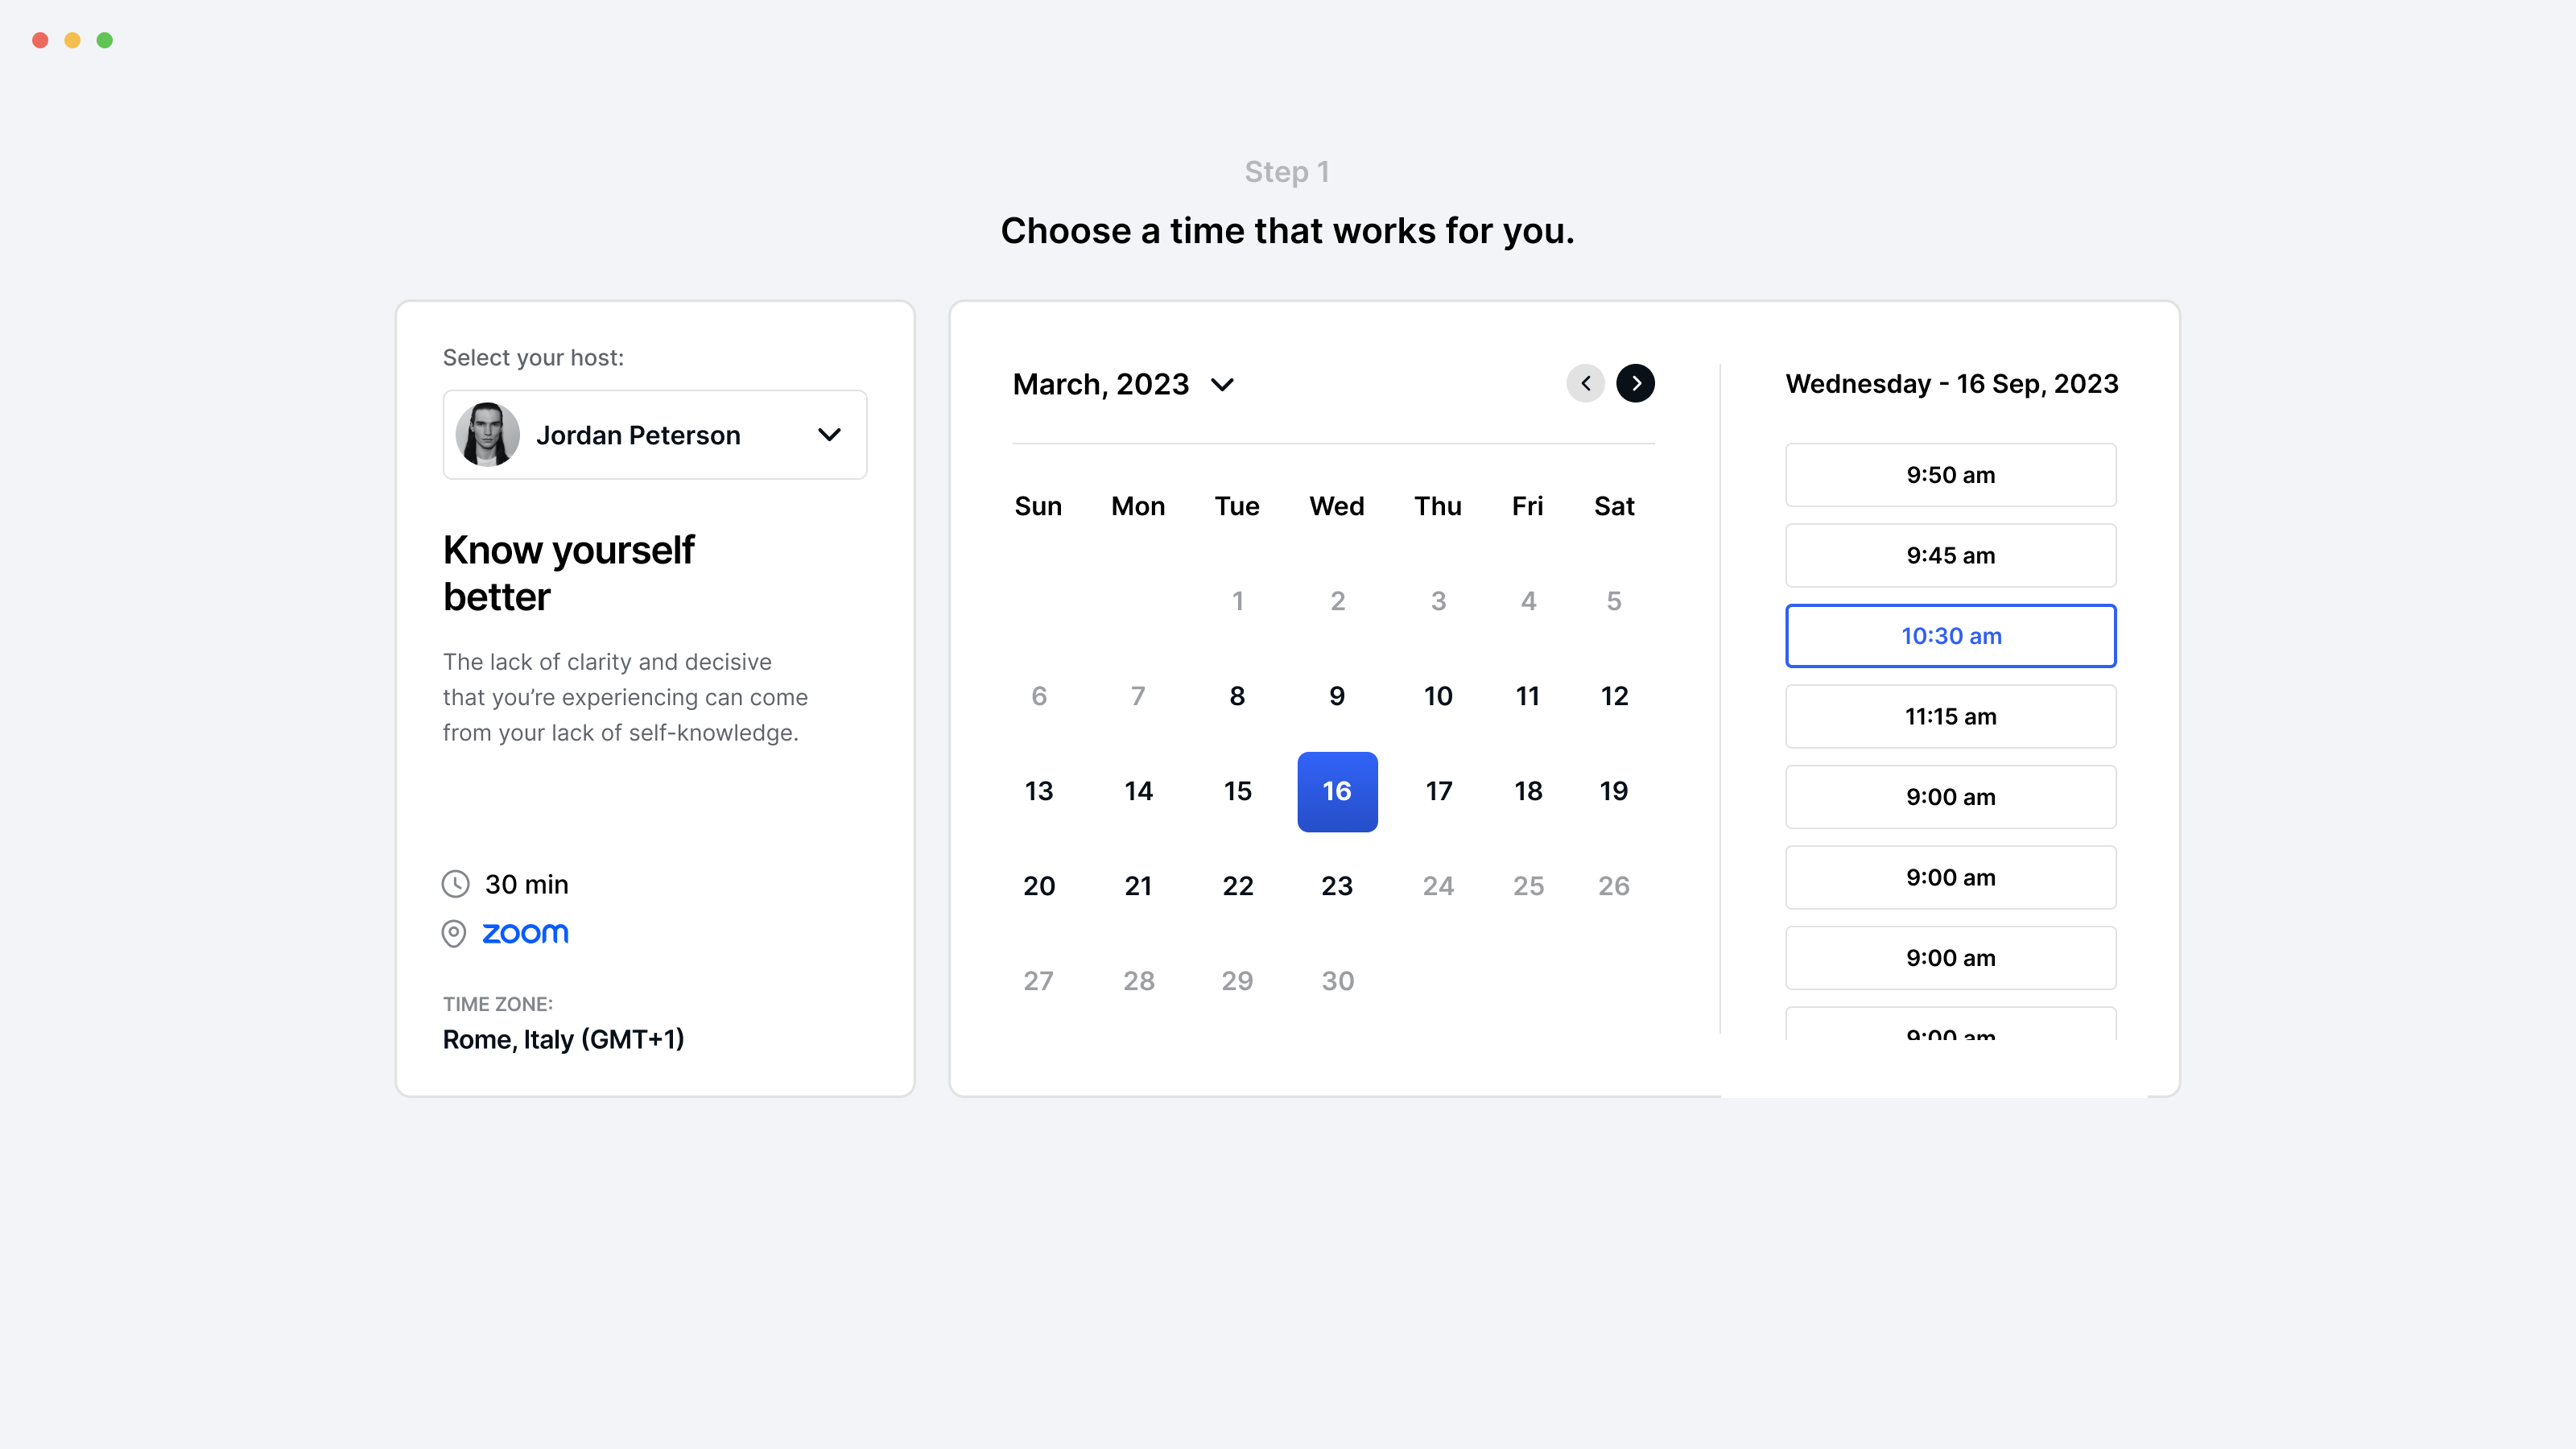 Step 1
Choose a time that works for you.
Select your host:
Jordan Peterson
Know yourself
better
The lack of clarity and decisive
that you’re experiencing can come
from your lack of self-knowledge.
30 min
zoom
TIME ZONE:
Rome, Italy (GMT+1)
March, 2023
Sun Mon Tue Wed Thu Fri Sat
1 2 3 4 5
6 7 8 9 10 11 12
13 14 15 16 17 18 19
20 21 22 23 24 25 26
27 28 29 30
Wednesday - 16 Sep, 2023
9:50 am
9:45 am
10:30 am
11:15 am
9:00 am
9:00 am
9:00 am
9:00 am